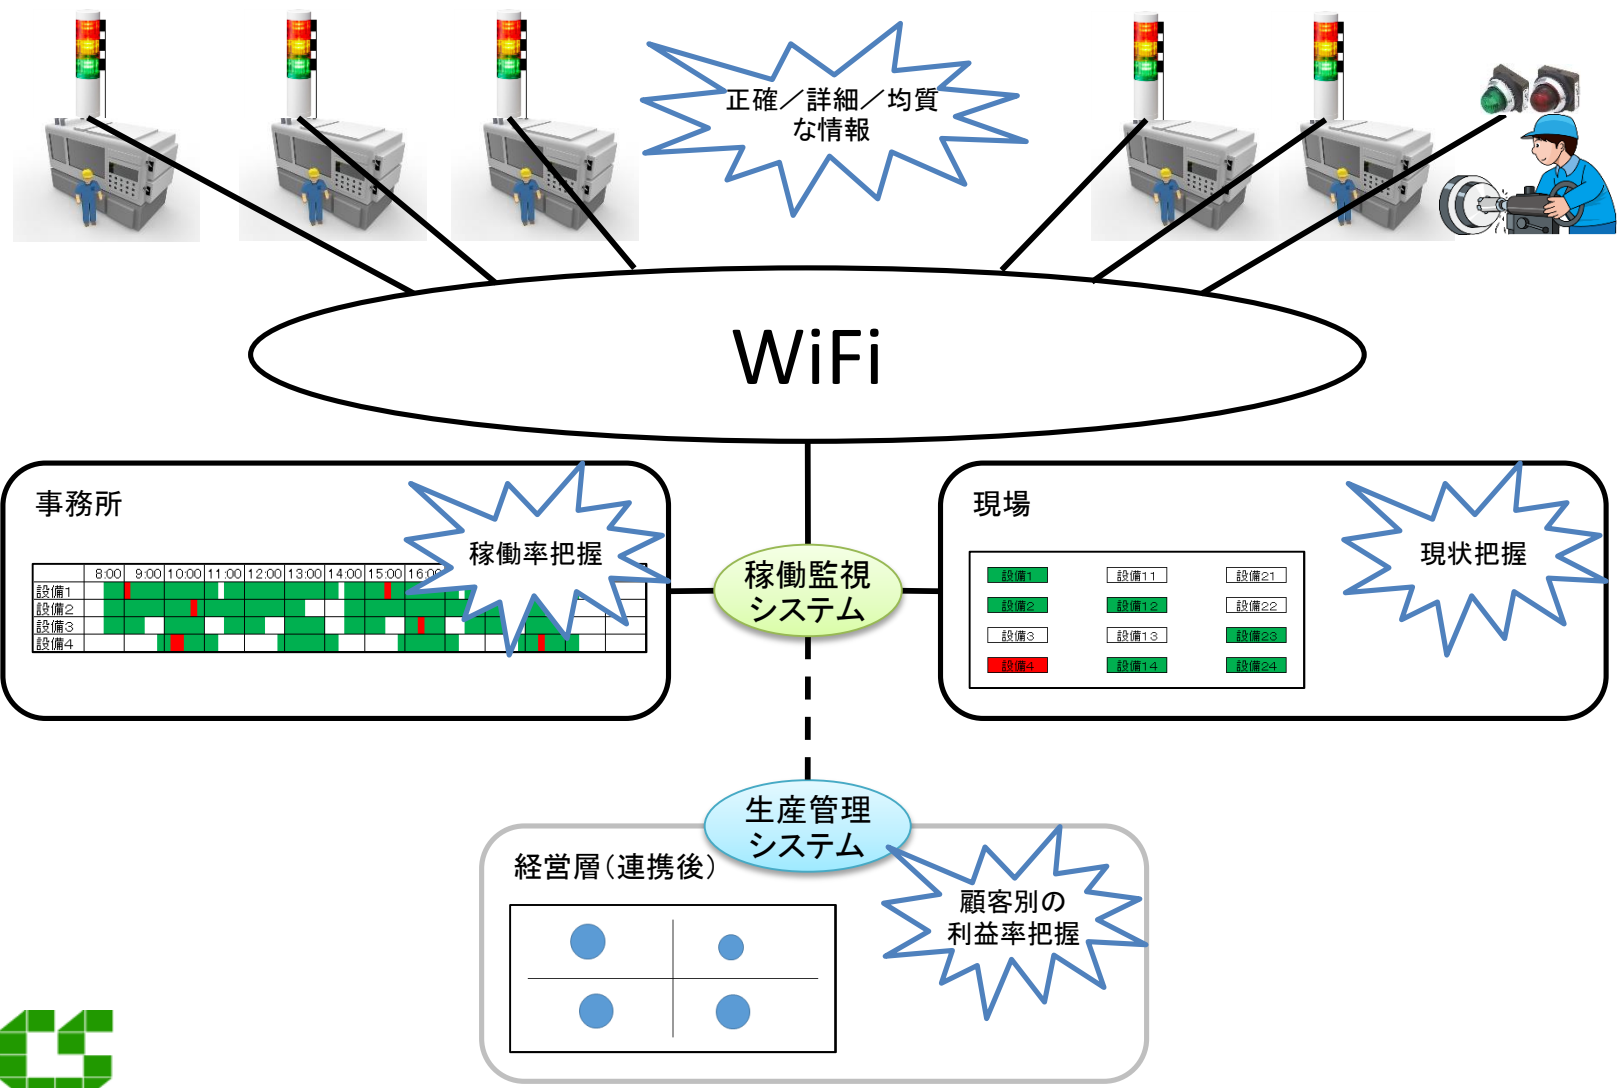 正確／詳細／均質
な情報
WiFi
事務所
稼働率把握
8:00 9:00 10:00 11:00 12:00 13:00 14:00 15:00 16:00
設備1
設備2
設備3
設備4
稼働監視
システム
現場
現状把握
設備1 設備11 設備21
設備2 設備12 設備22
設備3 設備13 設備23
設備4 設備14 設備24
生産管理
システム
経営層（連携後）
顧客別の
利益率把握
CS